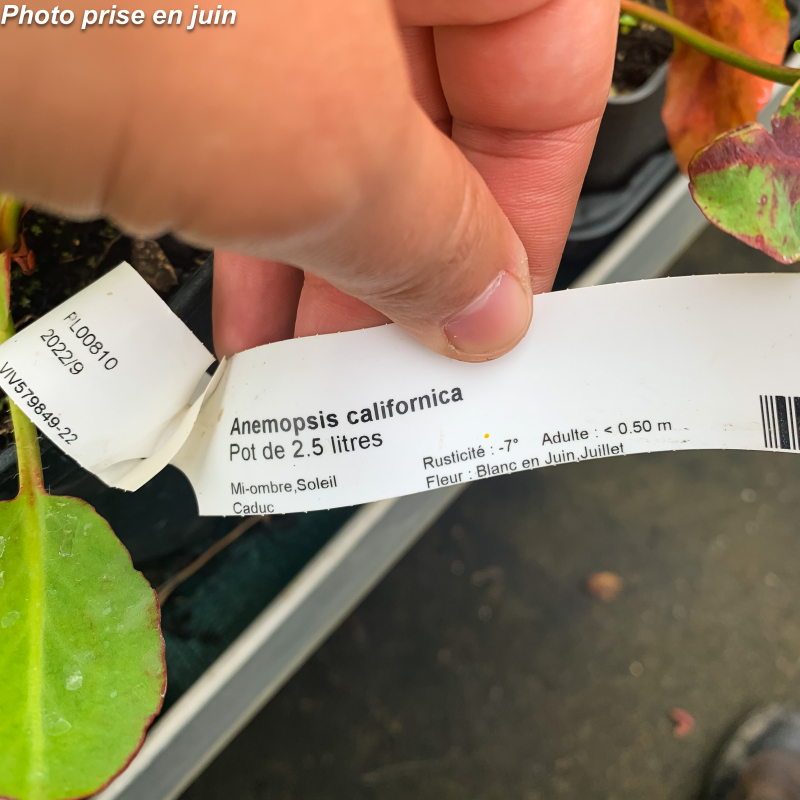 Photo prise en juin
PL00810
2022/9
VIV579849-22
Anemopsis californica
Pot de 2.5 litres
Mi-ombre,Soleil
Caduc
Rusticité : -7° Adulte : < 0.50 m
Fleur : Blanc en Juin,Juillet